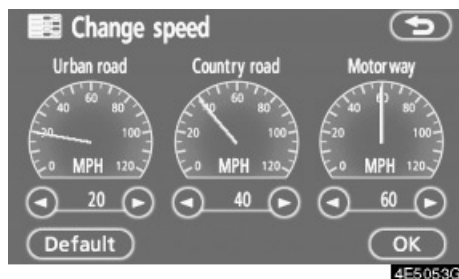 Change speed
Urban road Country road Motorway
40 60 80 40 60 80 40 60 80
20 100 20 100 20 100
0 MPH 120 0 MPH 120 0 MPH 120
20 40 60
Default OK
4E5053G